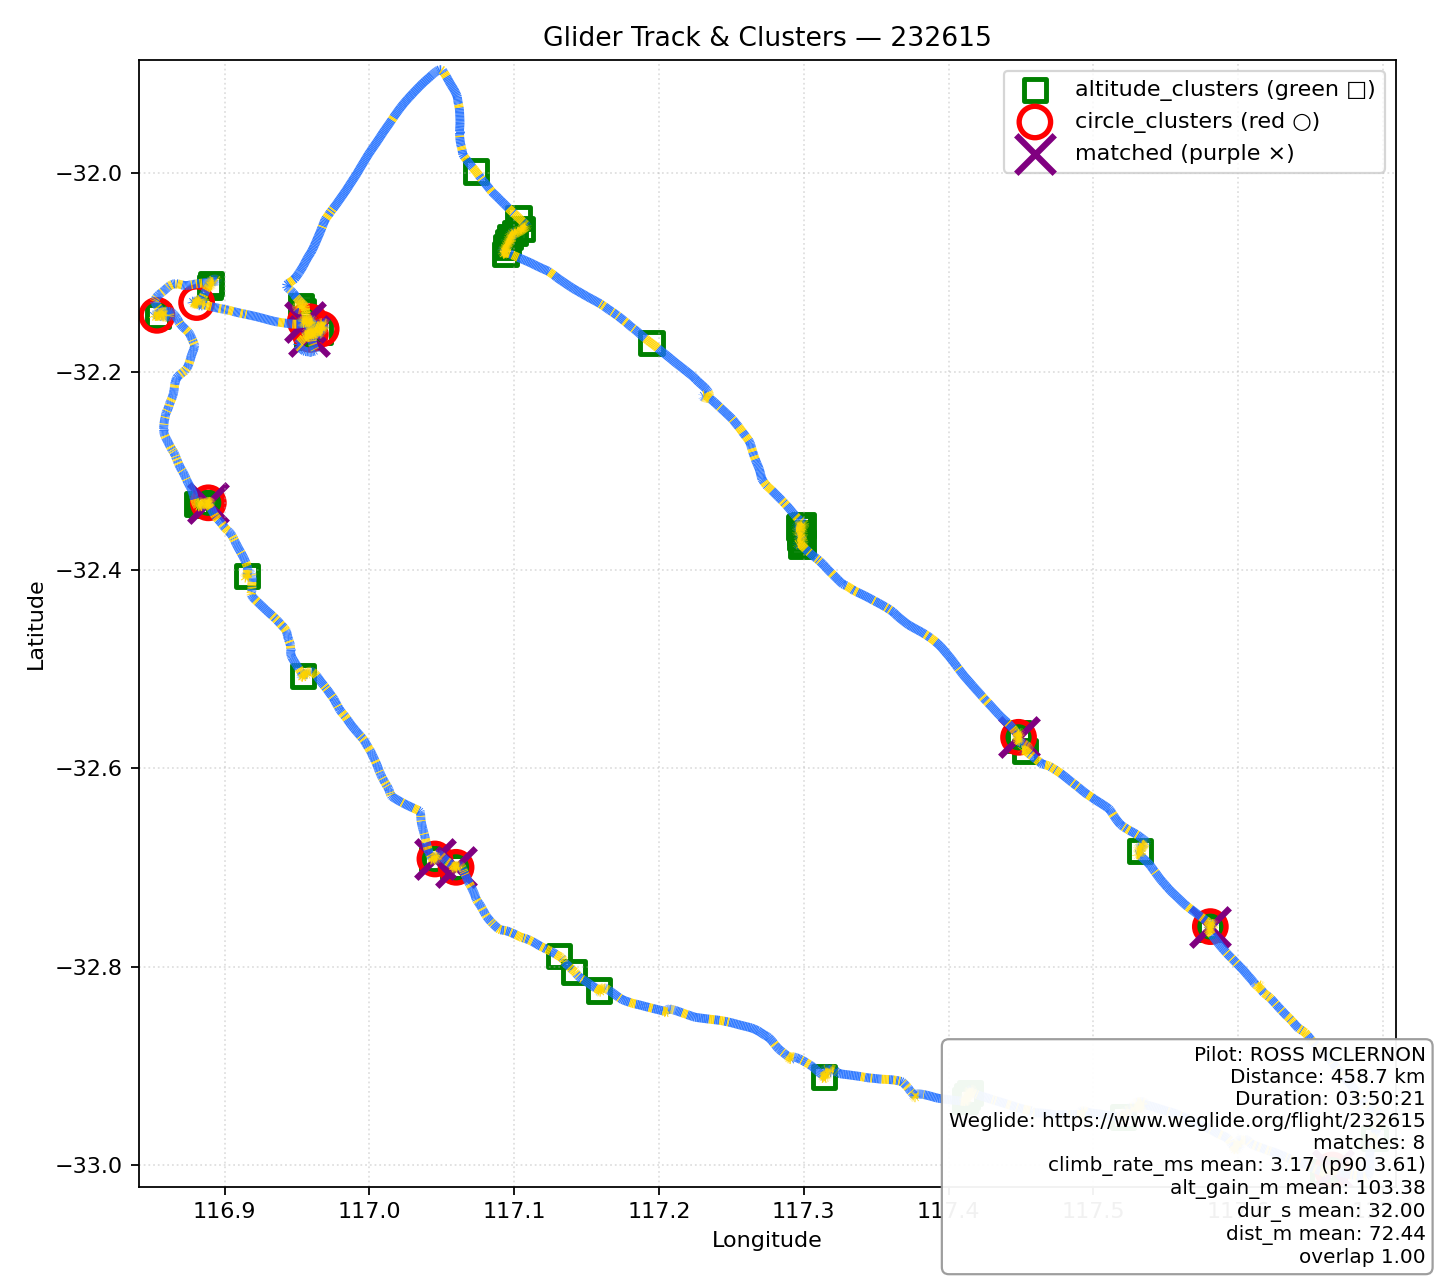 Glider Track & Clusters — 232615
altitude_clusters (green □)
circle_clusters (red ○)
matched (purple ×)
Latitude
−32.0
−32.2
−32.4
−32.6
−32.8
−33.0
116.9
117.0
117.1
117.2
117.3
117.4
117.5
Longitude
Pilot: ROSS MCLERNON
Distance: 458.7 km
Duration: 03:50:21
Weglide: https://www.weglide.org/flight/232615
matches: 8
climb_rate_ms mean: 3.17 (p90 3.61)
alt_gain_m mean: 103.38
dur_s mean: 32.00
dist_m mean: 72.44
overlap 1.00